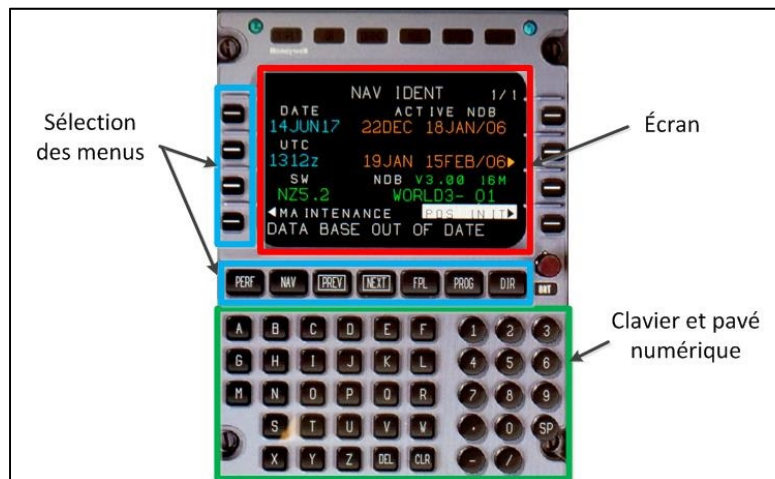 Honeywell
NAV IDENT 1/1
DATE ACTIVE NDB
14JUN17 22DEC 18JAN/06
UTC
1312z 19JAN 15FEB/06▶
SW NDB V3.00 16M
NZ5.2 WORLD3- 01
◀MAINTENANCE POS INIT▶
DATA BASE OUT OF DATE
Sélection
des menus
Écran
PERF NAV PREV NEXT FPL PROG DIR BRT
Clavier et pavé
numérique
A B C D E F 1 2 3
G H I J K L 4 5 6
M N O P Q R 7 8 9
S T U V W · 0 SP
X Y Z DEL CLR - /